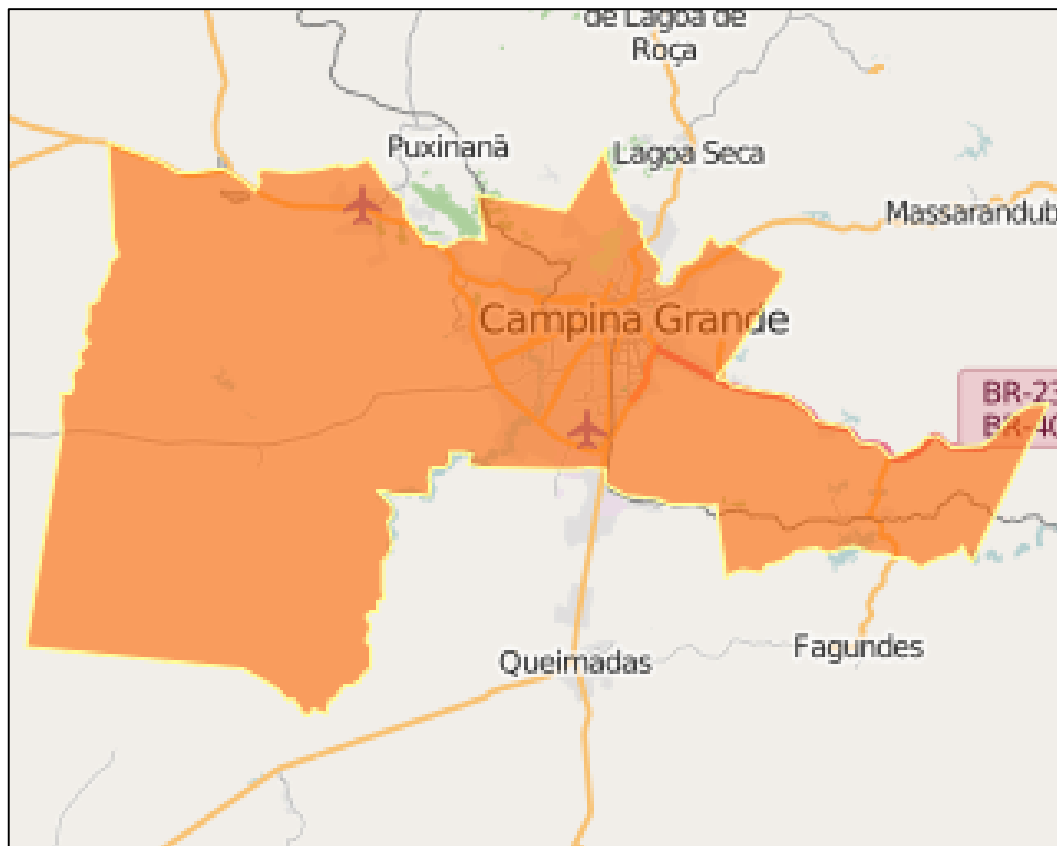 de Lagoa de
Roça
Puxinanã
Lagoa Seca
Massarandub
Campina Grande
BR-23
BR-40
Queimadas
Fagundes